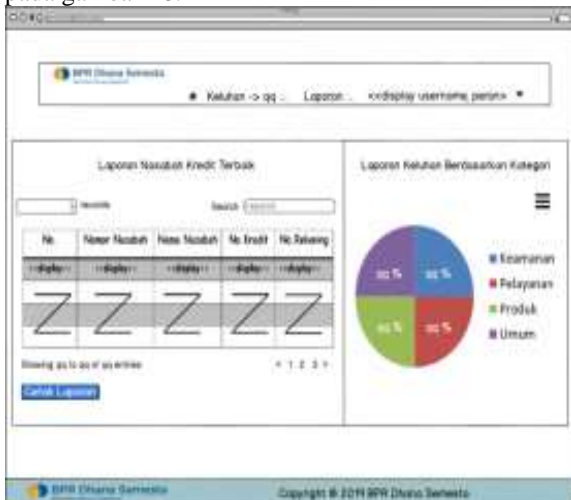 BPR Dhana Semesta
Keluhan -> qq : Laporan : <<display username, peran>>
Laporan Nasabah Kredit Terbaik
Laporan Keluhan Berdasarkan Kategori
records
Search
No. Nomor Nasabah Nama Nasabah No. Kredit No. Rekening
<<display>> <<display>> <<display>> <<display>> <<display>>
Z Z Z Z Z
Showing qq to qq of qq entries
< 1 2 3 >
Cetak Laporan
qq % qq %
qq % qq %
Keamanan
Pelayanan
Produk
Umum
BPR Dhana Semesta
Copyright © 2019 BPR Dhana Semesta